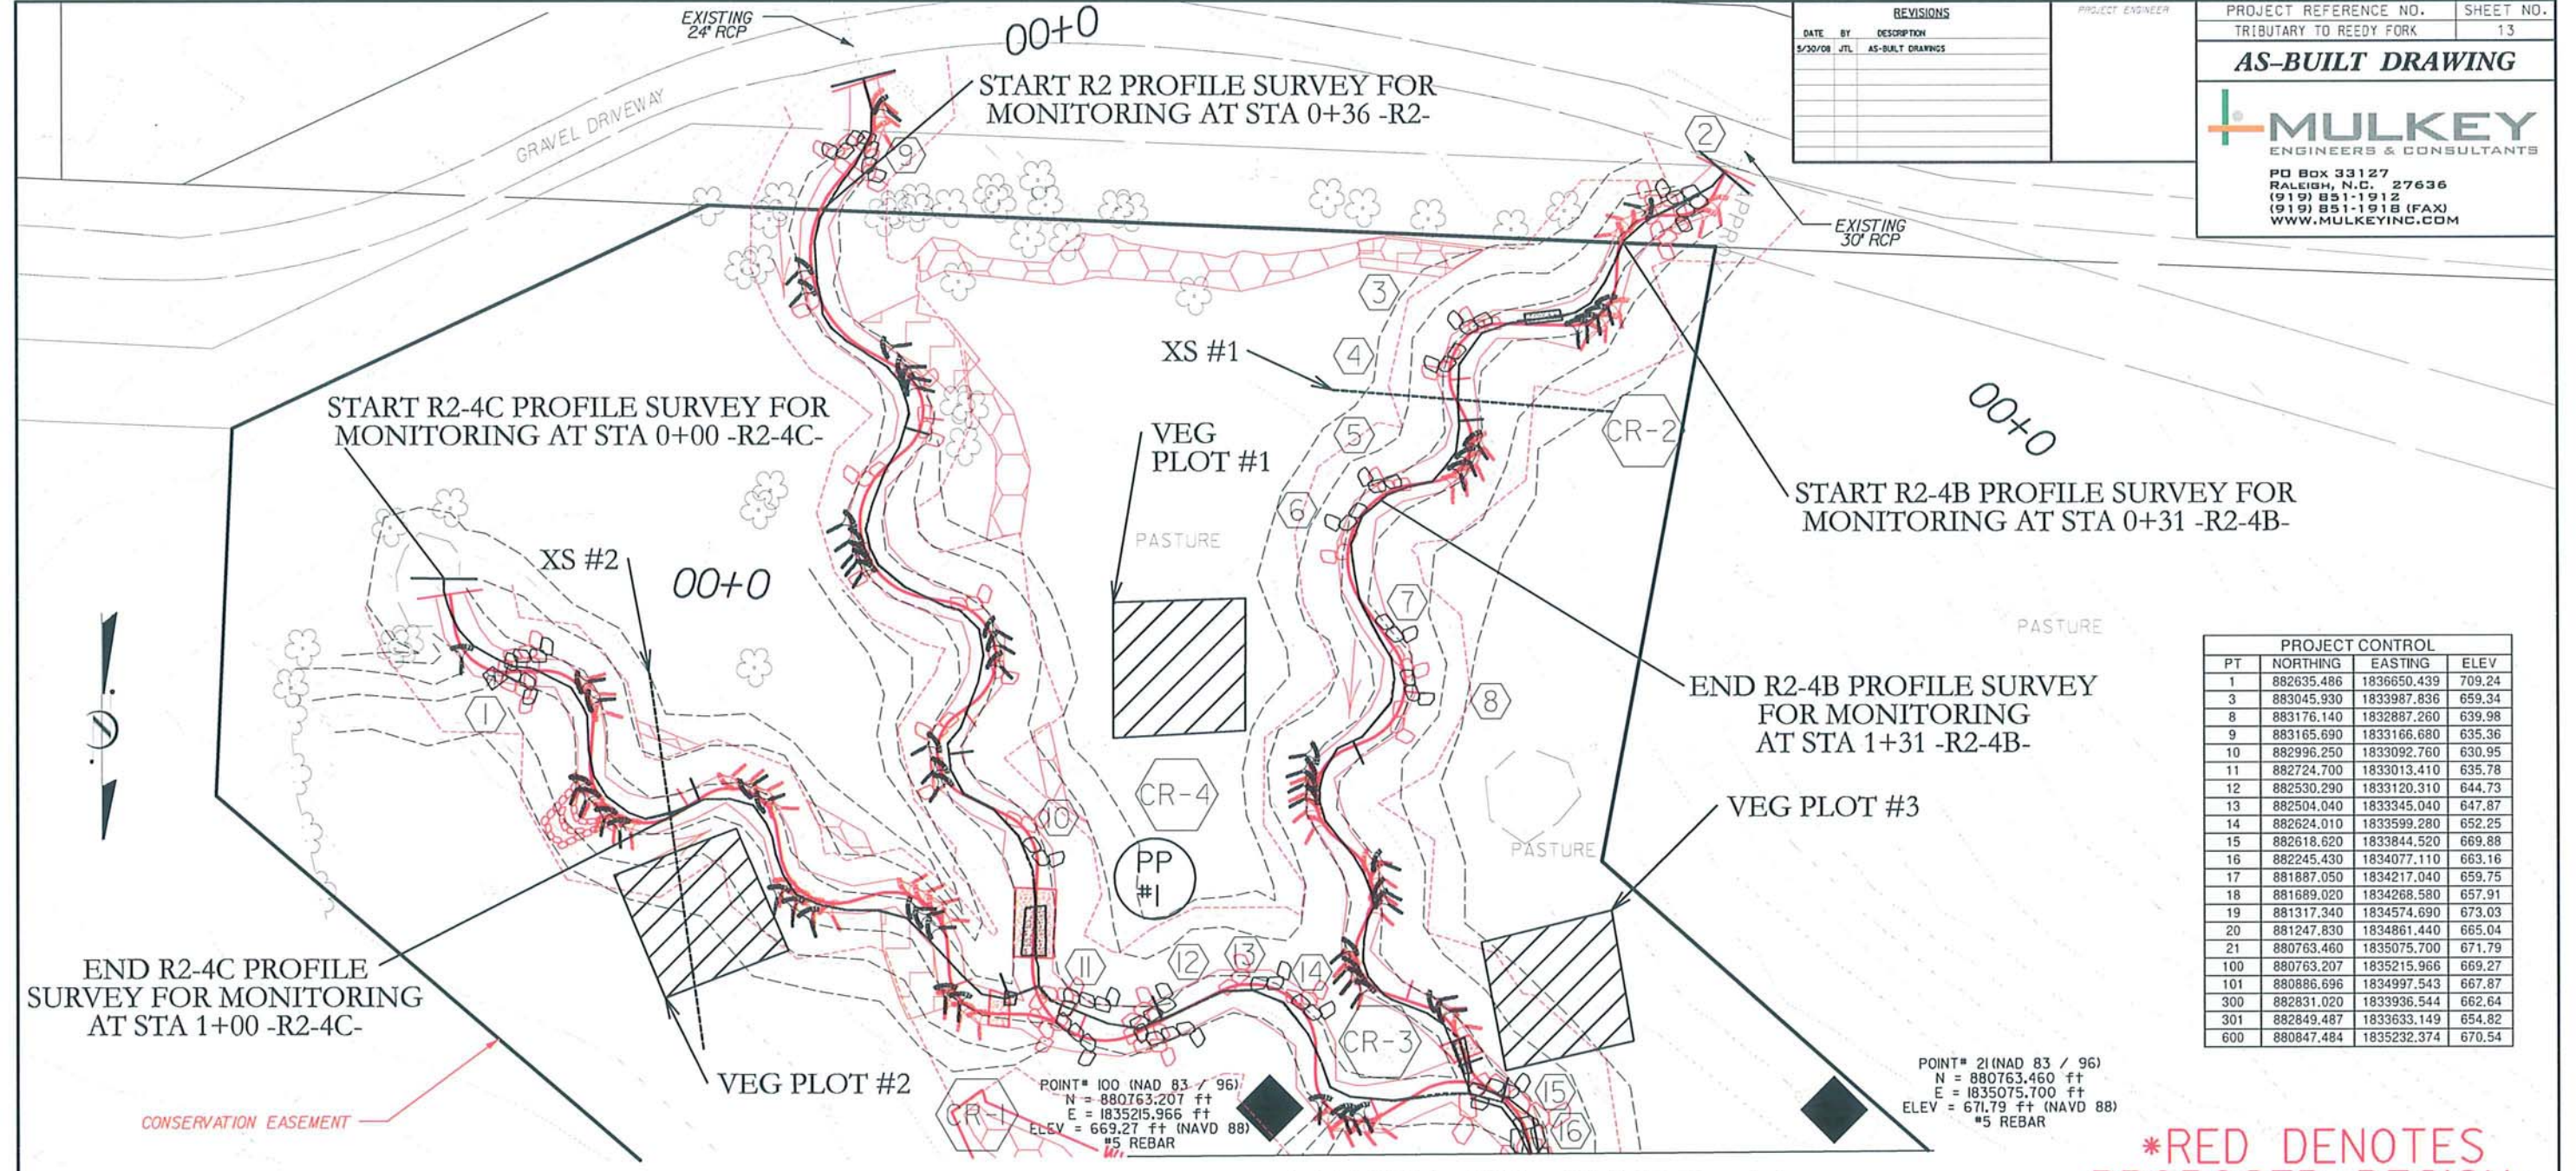 EXISTING
24" RCP
00+0
START R2 PROFILE SURVEY FOR
MONITORING AT STA 0+36 -R2-
GRAVEL DRIVEWAY
REVISIONS
DATE BY DESCRIPTION
5/30/08 JTL AS-BUILT DRAWINGS
PROJECT ENGINEER
PROJECT REFERENCE NO. SHEET NO.
TRIBUTARY TO REEDY FORK 13
AS-BUILT DRAWING
MULKEY
ENGINEERS & CONSULTANTS
PO Box 33127
RALEIGH, N.C. 27636
(919) 851-1912
(919) 851-1918 (FAX)
WWW.MULKEYINC.COM
9
2
EXISTING
30" RCP
3
XS #1
4
START R2-4C PROFILE SURVEY FOR
MONITORING AT STA 0+00 -R2-4C-
VEG
PLOT #1
5
CR-2
00+0
START R2-4B PROFILE SURVEY FOR
MONITORING AT STA 0+31 -R2-4B-
6
PASTURE
XS #2
00+0
7
PASTURE
END R2-4B PROFILE SURVEY
FOR MONITORING
AT STA 1+31 -R2-4B-
8
1
CR-4
10
VEG PLOT #3
PASTURE
PP
#1
PROJECT CONTROL
PT NORTHING EASTING ELEV
1 882635.486 1836650.439 709.24
3 883045.930 1833987.836 659.34
8 883176.140 1832887.260 639.98
9 883165.690 1833166.680 635.36
10 882996.250 1833092.760 630.95
11 882724.700 1833013.410 635.78
12 882530.290 1833120.310 644.73
13 882504.040 1833345.040 647.87
14 882624.010 1833599.280 652.25
15 882618.620 1833844.520 669.88
16 882245.430 1834077.110 663.16
17 881887.050 1834217.040 659.75
18 881689.020 1834268.580 657.91
19 881317.340 1834574.690 673.03
20 881247.830 1834861.440 665.04
21 880763.460 1835075.700 671.79
100 880763.207 1835215.966 669.27
101 880886.696 1834997.543 667.87
300 882831.020 1833936.544 662.64
301 882849.487 1833633.149 654.82
600 880847.484 1835232.374 670.54
END R2-4C PROFILE
SURVEY FOR MONITORING
AT STA 1+00 -R2-4C-
11
12
13
14
CR-3
VEG PLOT #2
CONSERVATION EASEMENT
CR-1
POINT# 100 (NAD 83 / 96)
N = 880763.207 ft
E = 1835215.966 ft
ELEV = 669.27 ft (NAVD 88)
#5 REBAR
15
16
POINT# 21 (NAD 83 / 96)
N = 880763.460 ft
E = 1835075.700 ft
ELEV = 671.79 ft (NAVD 88)
#5 REBAR
*RED DENOTES